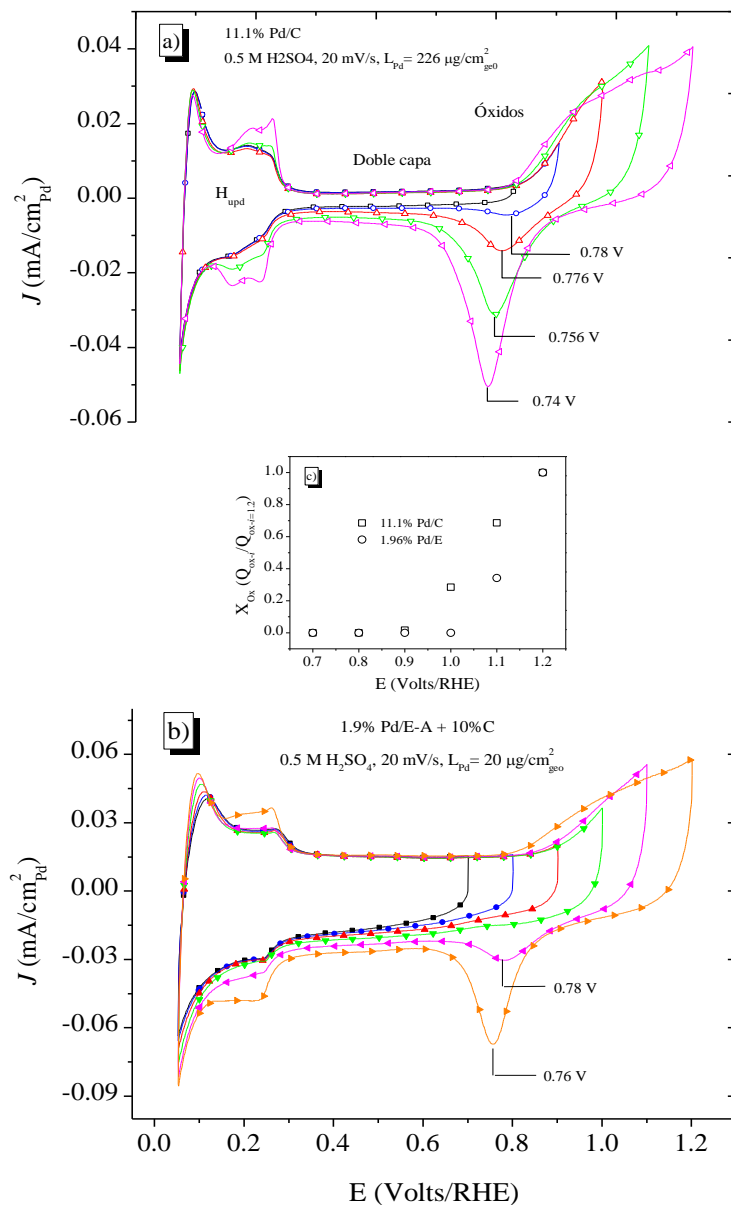 a)
11.1% Pd/C
0.5 M H2SO4, 20 mV/s, L_Pd= 226 μg/cm²_ge0
0.04
0.02
0.00
-0.02
-0.04
-0.06
J (mA/cm²_Pd)
H_upd
Doble capa
Óxidos
0.78 V
0.776 V
0.756 V
0.74 V
c)
1.0
0.8
0.6
0.4
0.2
0.0
X_Ox (Q_ox-i/Q_ox-i=1.2)
11.1% Pd/C
1.96% Pd/E
0.7 0.8 0.9 1.0 1.1 1.2
E (Volts/RHE)
b)
1.9% Pd/E-A + 10%C
0.5 M H₂SO₄, 20 mV/s, L_Pd= 20 μg/cm²_geo
0.06
0.03
0.00
-0.03
-0.06
-0.09
J (mA/cm²_Pd)
0.78 V
0.76 V
0.0 0.2 0.4 0.6 0.8 1.0 1.2
E (Volts/RHE)